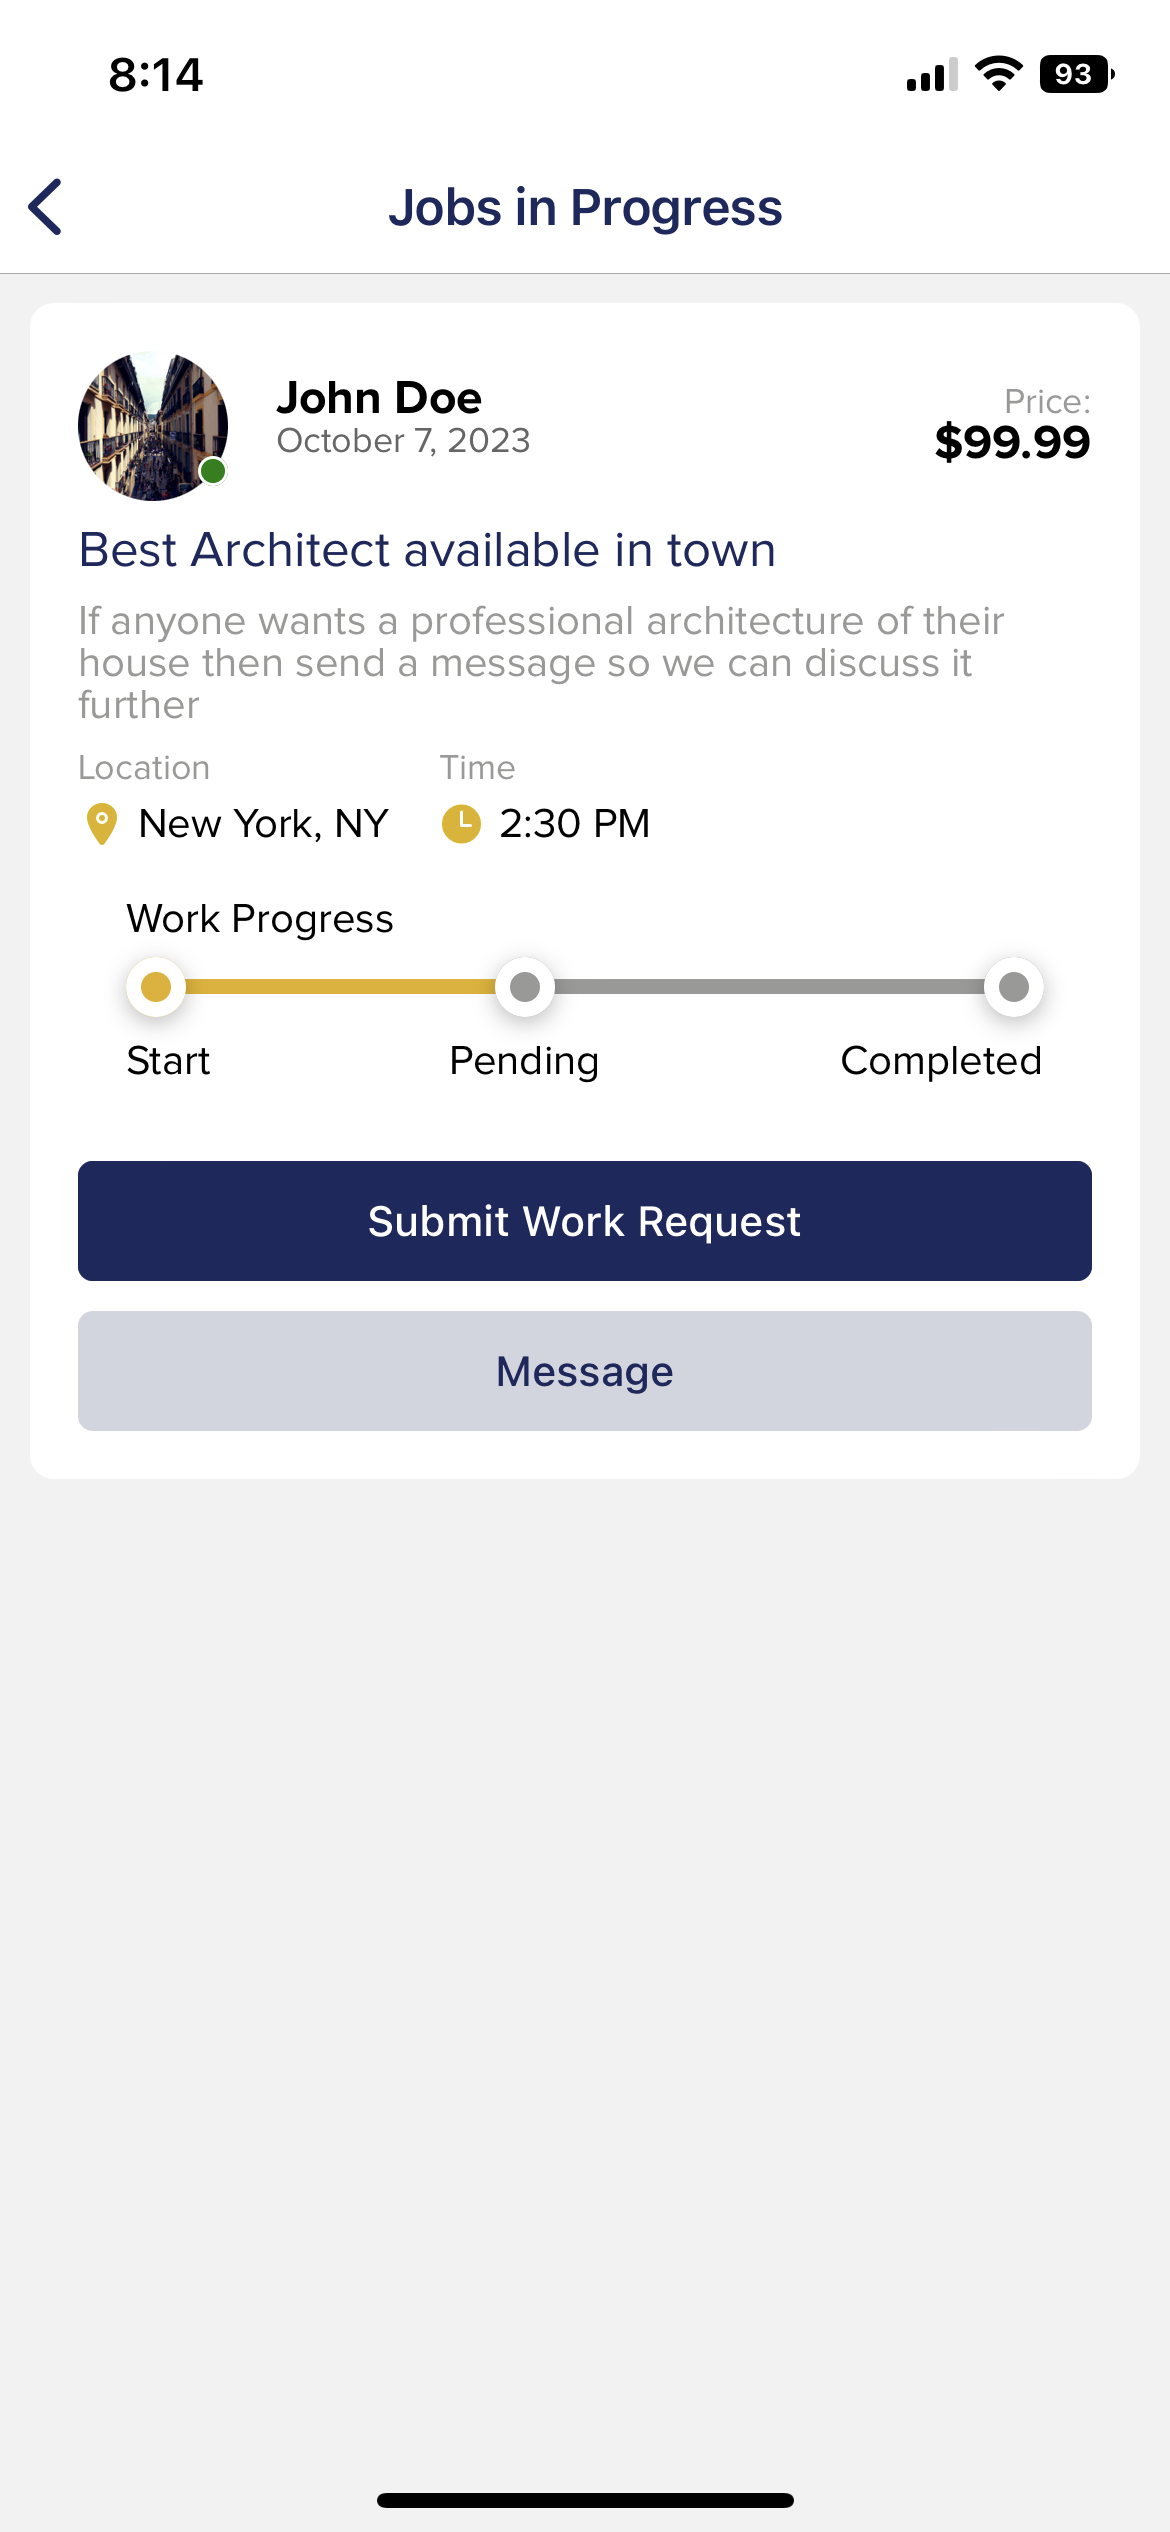 8:14
93
Jobs in Progress
John Doe
October 7, 2023
Price:
$99.99
Best Architect available in town
If anyone wants a professional architecture of their
house then send a message so we can discuss it
further
Location
Time
New York, NY
2:30 PM
Work Progress
Start
Pending
Completed
Submit Work Request
Message